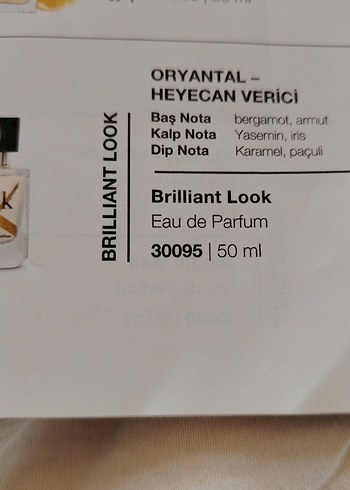 ORYANTAL –
HEYECAN VERİCİ
Baş Nota bergamot, armut
Kalp Nota Yasemin, iris
Dip Nota Karamel, paçuli
BRILLIANT LOOK
Brilliant Look
Eau de Parfum
30095 | 50 ml
k